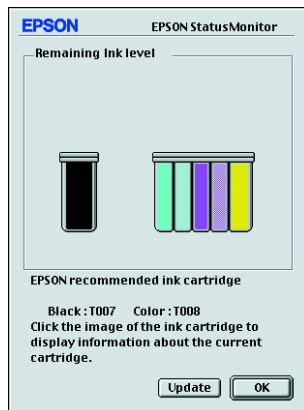 EPSON EPSON StatusMonitor
Remaining Ink level
EPSON recommended ink cartridge
Black : T007 Color : T008
Click the image of the ink cartridge to
display information about the current
cartridge.
Update OK